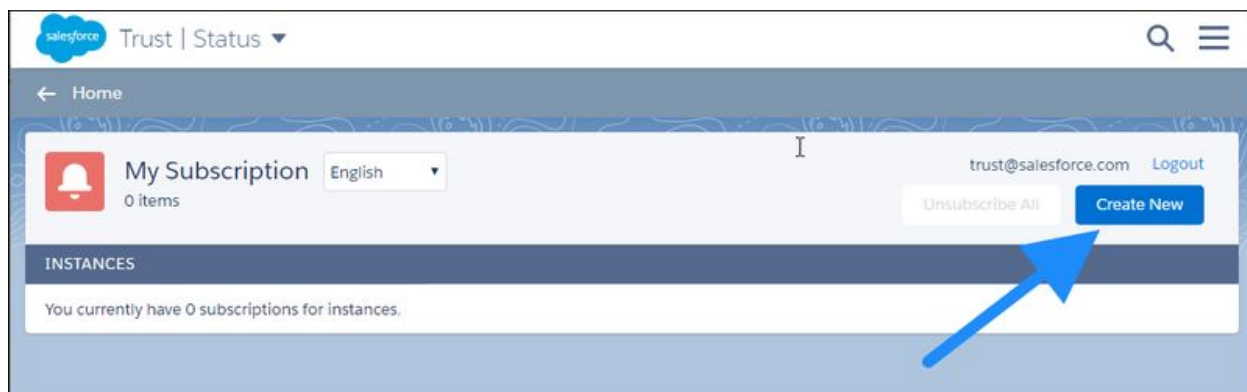 salesforce Trust | Status
Home
My Subscription English
0 items
trust@salesforce.com Logout
Unsubscribe All Create New
INSTANCES
You currently have 0 subscriptions for instances.